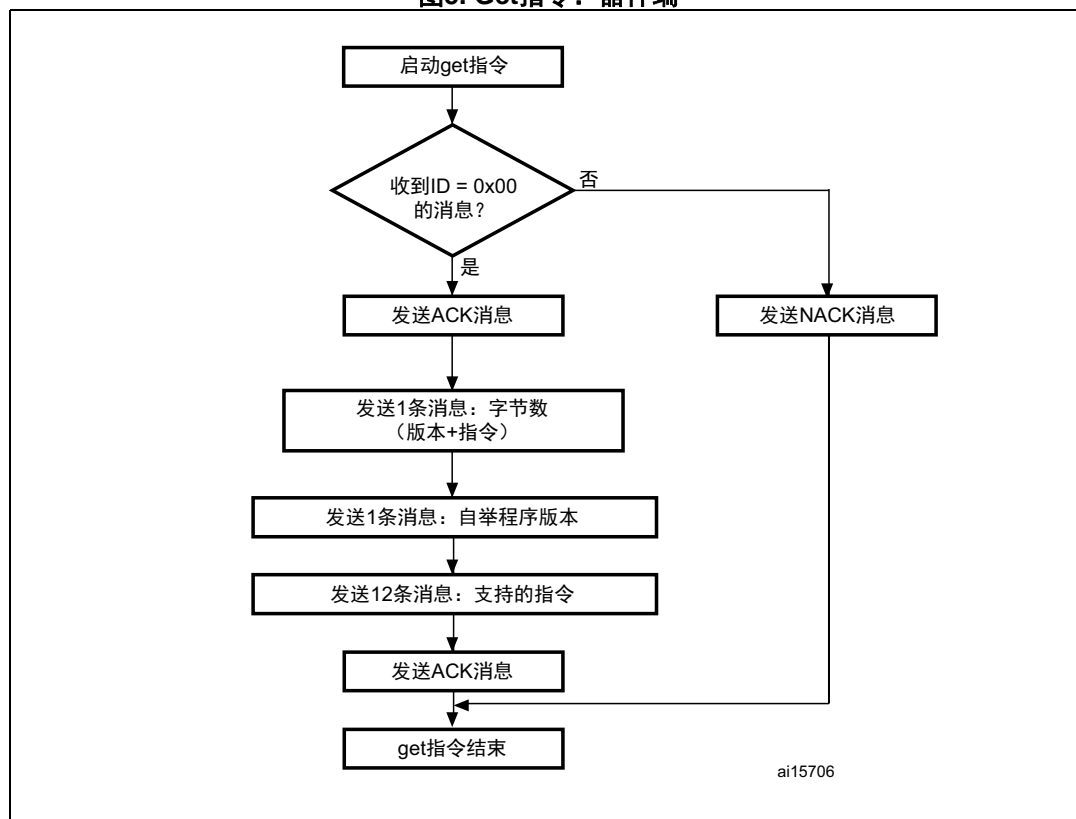 启动get指令
收到ID = 0x00
的消息?
否
是
发送ACK消息
发送NACK消息
发送1条消息：字节数
（版本+指令）
发送1条消息：自举程序版本
发送12条消息：支持的指令
发送ACK消息
get指令结束
ai15706